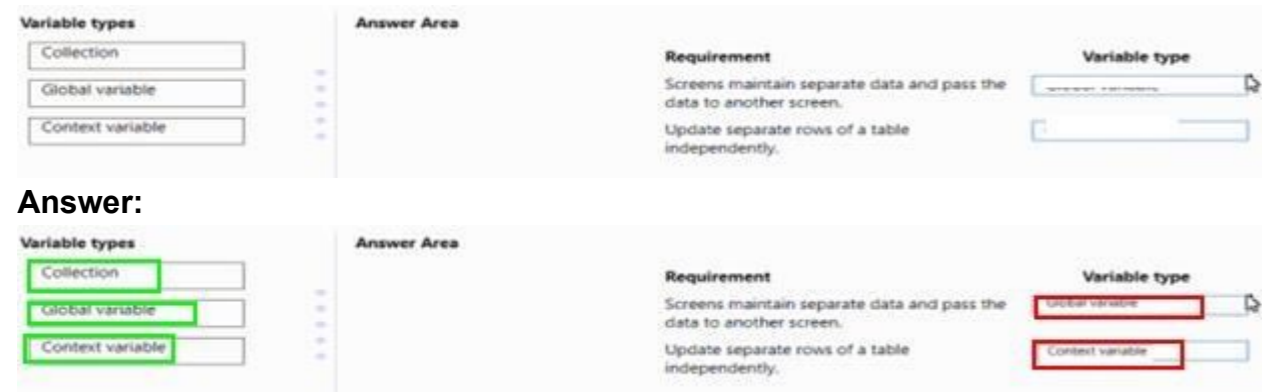 Variable types
Answer Area
Collection
Global variable
Context variable
Requirement
Variable type
Screens maintain separate data and pass the
data to another screen.
Update separate rows of a table
independently.
Answer:
Variable types
Answer Area
Collection
Global variable
Context variable
Requirement
Variable type
Screens maintain separate data and pass the
data to another screen.
Global variable
Update separate rows of a table
independently.
Context variable